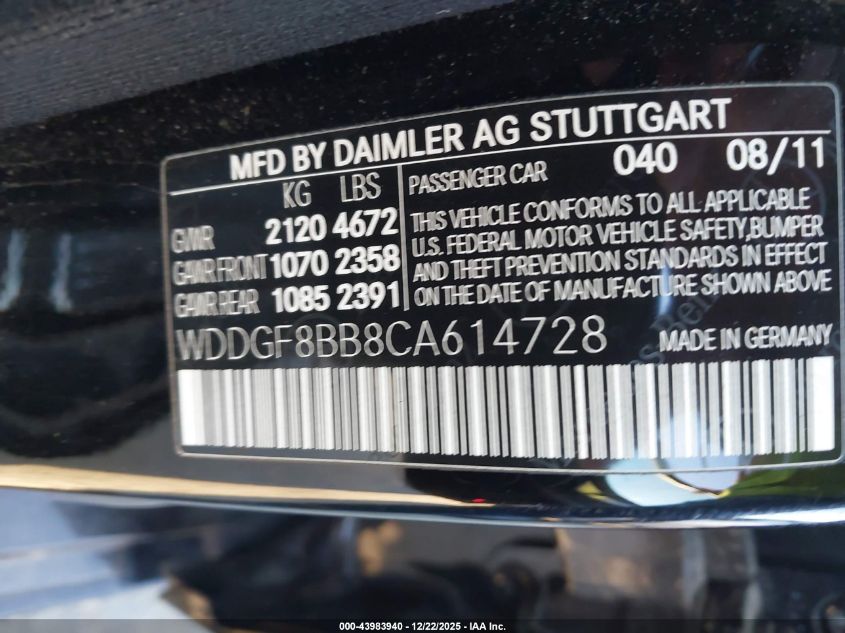 MFD BY DAIMLER AG STUTTGART
KG LBS
GVWR 2120 4672
GAWR FRONT 1070 2358
GAWR REAR 1085 2391
PASSENGER CAR 040 08/11
THIS VEHICLE CONFORMS TO ALL APPLICABLE
U.S. FEDERAL MOTOR VEHICLE SAFETY,BUMPER
AND THEFT PREVENTION STANDARDS IN EFFECT
ON THE DATE OF MANUFACTURE SHOWN ABOVE
WDDGF8BB8CA614728 MADE IN GERMANY
000-43983940 - 12/22/2025 - IAA Inc.